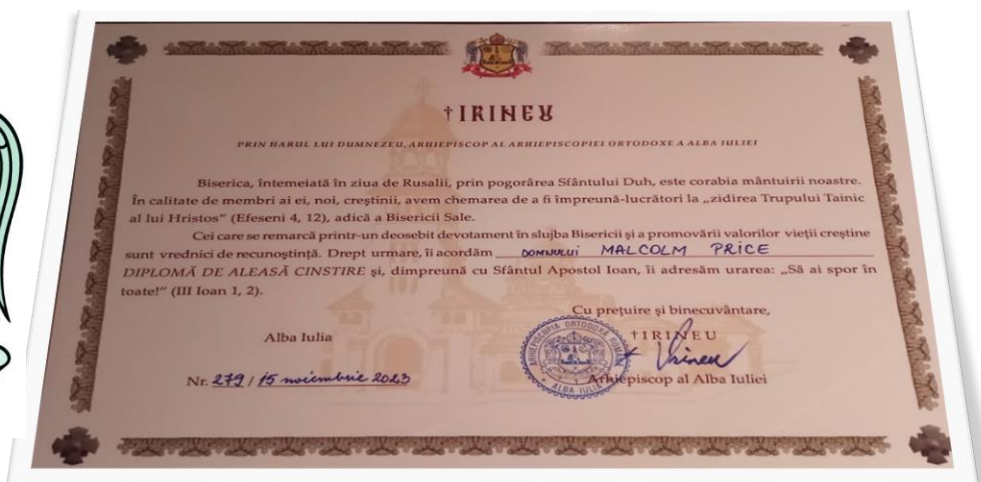 †IRINEU
PRIN HARUL LUI DUMNEZEU, ARHIEPISCOP AL ARHIEPISCOPIEI ORTODOXE A ALBA IULIEI
Biserica, întemeiată în ziua de Rusalii, prin pogorârea Sfântului Duh, este corabia mântuirii noastre.
În calitate de membri ai ei, noi, creștinii, avem chemarea de a fi împreună-lucrători la „zidirea Trupului Tainic
al lui Hristos” (Efeseni 4, 12), adică a Bisericii Sale.
Cei care se remarcă printr-un deosebit devotament în slujba Bisericii și a promovării valorilor vieții creștine
sunt vrednici de recunoștință. Drept urmare, îi acordăm DOMNULUI MALCOLM PRICE
DIPLOMĂ DE ALEASĂ CINSTIRE și, dimpreună cu Sfântul Apostol Ioan, îi adresăm urarea: „Să ai spor în
toate!” (III Ioan 1, 2).
Cu prețuire și binecuvântare,
Alba Iulia
†IRINEU
† Irineu
Nr. 279 / 15 noiembrie 2023
Arhiepiscop al Alba Iuliei
ARHIEPISCOPIA ORTODOXĂ ROMÂNĂ
ALBA IULIA